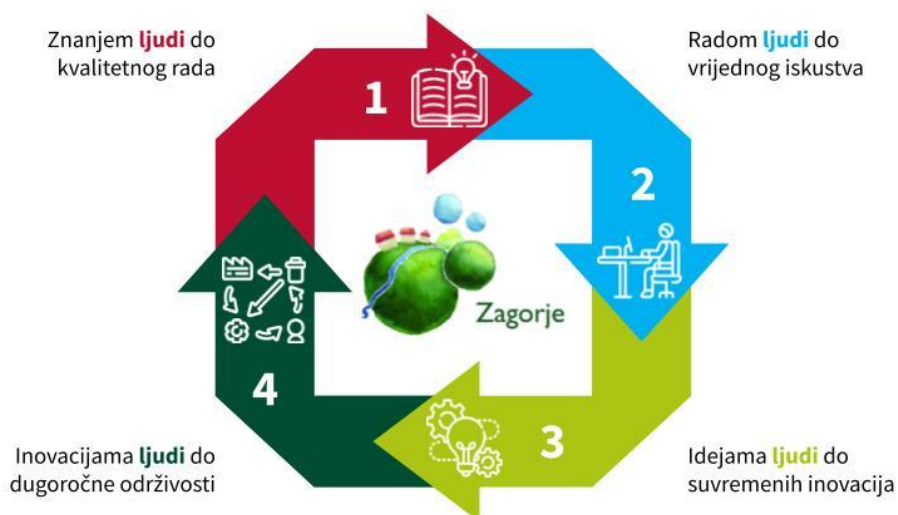 Znanjem ljudi do
kvalitetnog rada
Radom ljudi do
vrijednog iskustva
1
2
Zagorje
4
3
Inovacijama ljudi do
dugoročne održivosti
Idejama ljudi do
suvremenih inovacija